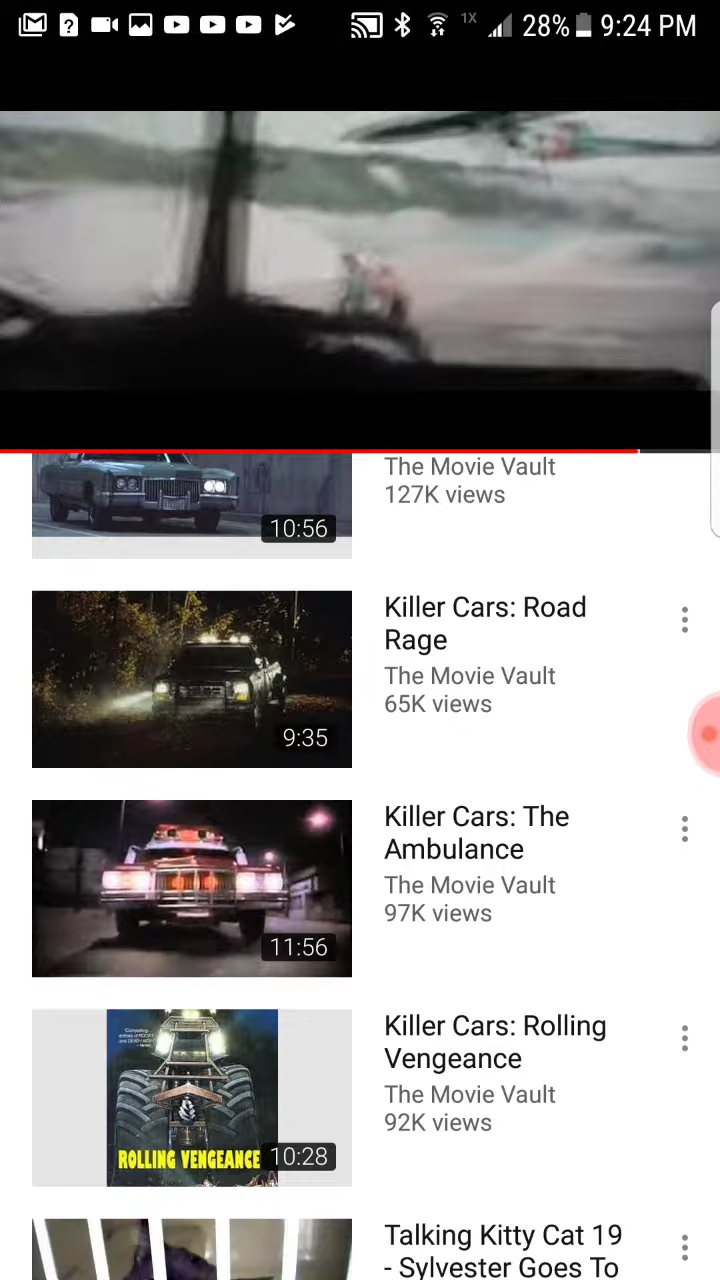 1X 28% 9:24 PM
The Movie Vault
127K views
10:56
Killer Cars: Road
Rage
The Movie Vault
65K views
9:35
Killer Cars: The
Ambulance
The Movie Vault
97K views
11:56
Killer Cars: Rolling
Vengeance
The Movie Vault
92K views
ROLLING VENGEANCE
10:28
Talking Kitty Cat 19
- Sylvester Goes To